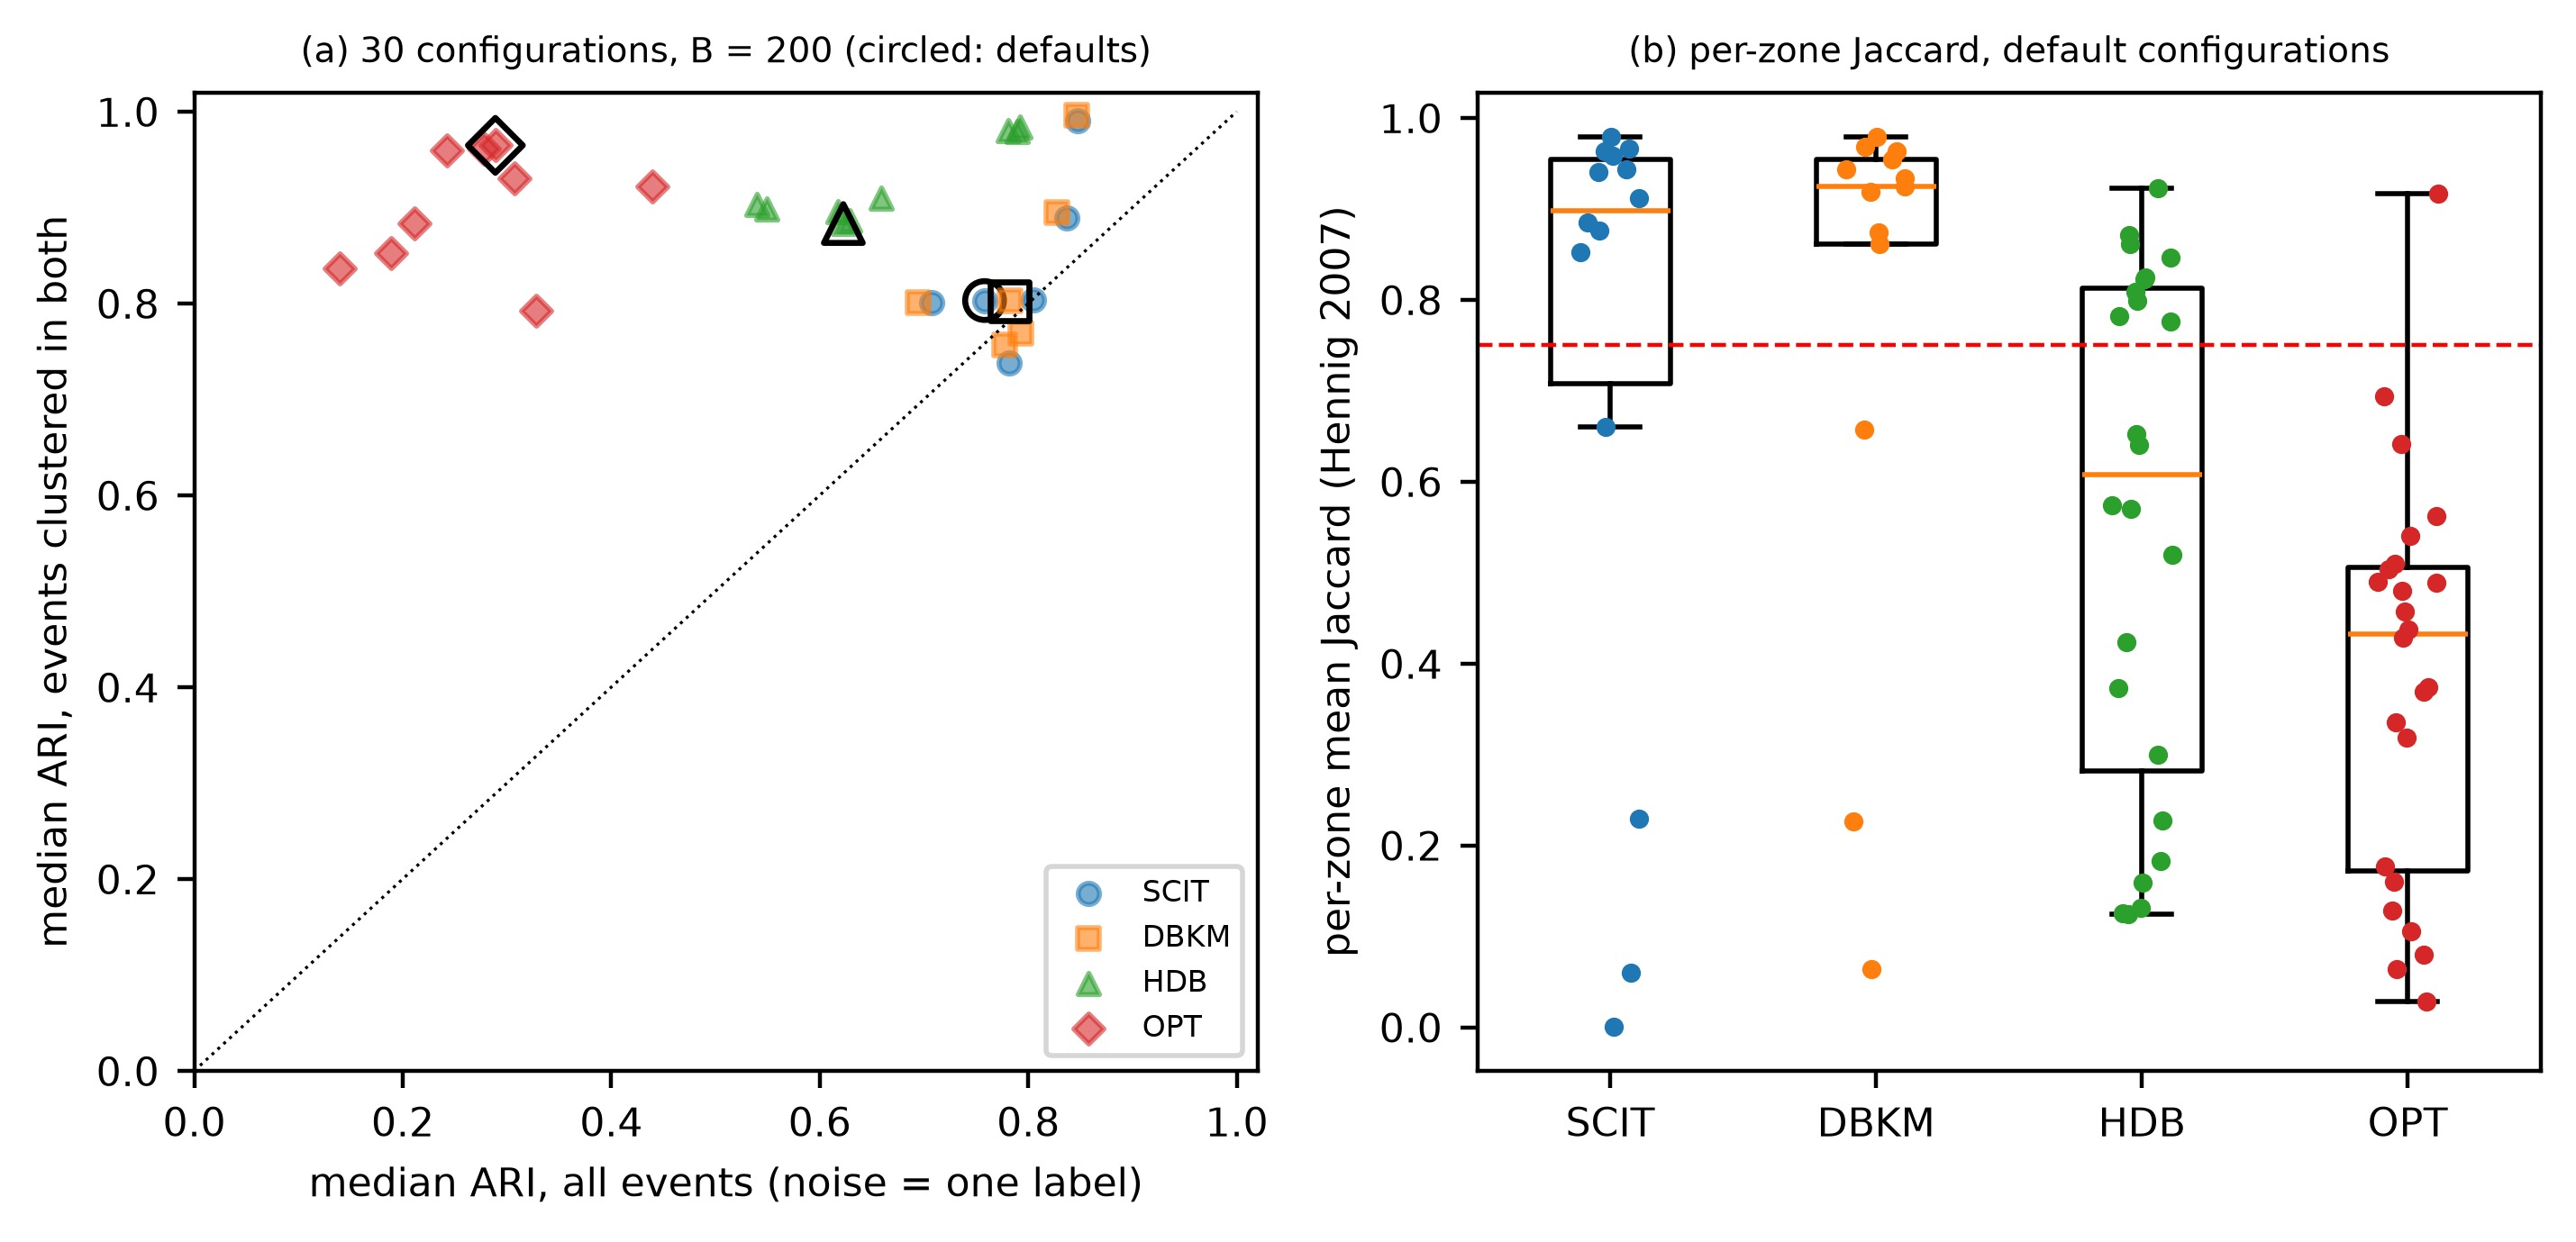 (a) 30 configurations, B = 200 (circled: defaults)
median ARI, events clustered in both
1.0
0.8
0.6
0.4
0.2
0.0
0.0 0.2 0.4 0.6 0.8 1.0
median ARI, all events (noise = one label)
SCIT
DBKM
HDB
OPT
(b) per-zone Jaccard, default configurations
per-zone mean Jaccard (Hennig 2007)
1.0
0.8
0.6
0.4
0.2
0.0
SCIT DBKM HDB OPT